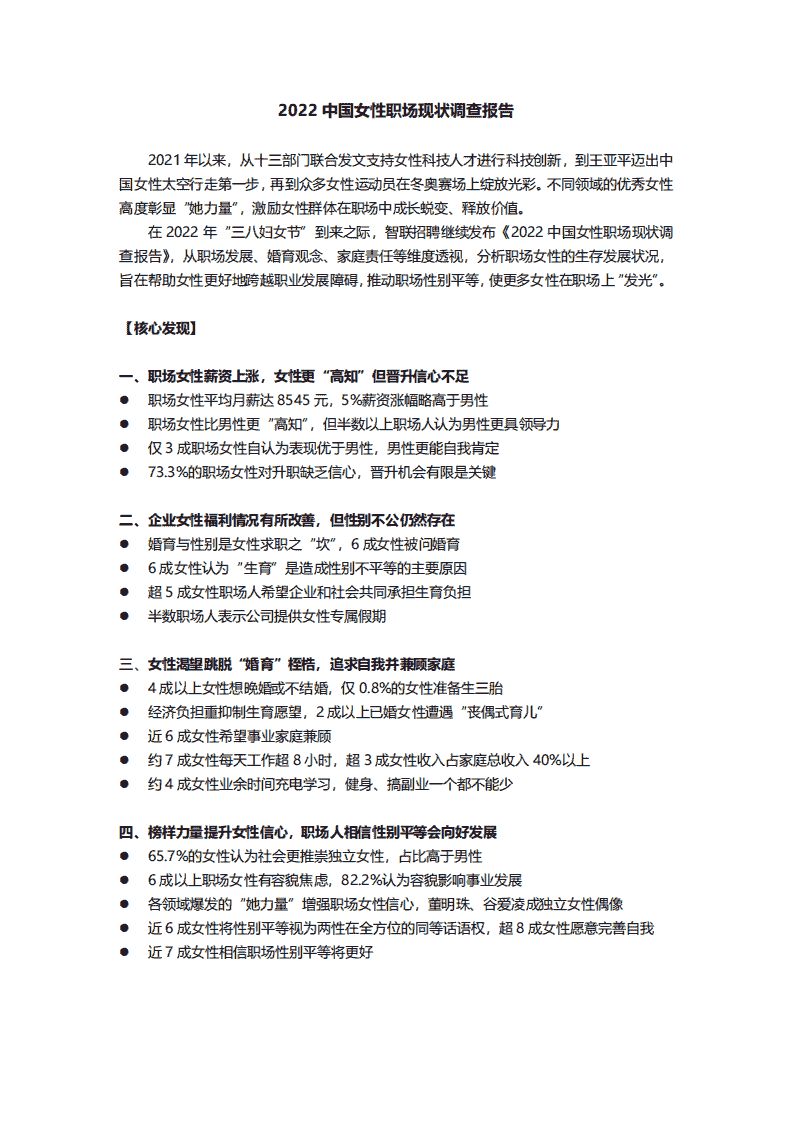 2022 中国女性职场现状调查报告
2021 年以来，从十三部门联合发文支持女性科技人才进行科技创新，到王亚平迈出中
国女性太空行走第一步，再到众多女性运动员在冬奥赛场上绽放光彩。不同领域的优秀女性
高度彰显“她力量”，激励女性群体在职场中成长蜕变、释放价值。
在 2022 年“三八妇女节”到来之际，智联招聘继续发布《2022 中国女性职场现状调
查报告》，从职场发展、婚育观念、家庭责任等维度透视，分析职场女性的生存发展状况，
旨在帮助女性更好地跨越职业发展障碍，推动职场性别平等，使更多女性在职场上“发光”。
【核心发现】
一、职场女性薪资上涨，女性更“高知”但晋升信心不足
● 职场女性平均月薪达 8545 元，5%薪资涨幅略高于男性
● 职场女性比男性更“高知”，但半数以上职场人认为男性更具领导力
● 仅 3 成职场女性自认为表现优于男性，男性更能自我肯定
● 73.3%的职场女性对升职缺乏信心，晋升机会有限是关键
二、企业女性福利情况有所改善，但性别不公仍然存在
● 婚育与性别是女性求职之“坎”，6 成女性被问婚育
● 6 成女性认为“生育”是造成性别不平等的主要原因
● 超 5 成女性职场人希望企业和社会共同承担生育负担
● 半数职场人表示公司提供女性专属假期
三、女性渴望跳脱“婚育”桎梏，追求自我并兼顾家庭
● 4 成以上女性想晚婚或不结婚，仅 0.8%的女性准备生三胎
● 经济负担重抑制生育愿望，2 成以上已婚女性遭遇“丧偶式育儿”
● 近 6 成女性希望事业家庭兼顾
● 约 7 成女性每天工作超 8 小时，超 3 成女性收入占家庭总收入 40%以上
● 约 4 成女性业余时间充电学习，健身、搞副业一个都不能少
四、榜样力量提升女性信心，职场人相信性别平等会向好发展
● 65.7%的女性认为社会更推崇独立女性，占比高于男性
● 6 成以上职场女性有容貌焦虑，82.2%认为容貌影响事业发展
● 各领域爆发的“她力量”增强职场女性信心，董明珠、谷爱凌成独立女性偶像
● 近 6 成女性将性别平等视为两性在全方位的同等话语权，超 8 成女性愿意完善自我
● 近 7 成女性相信职场性别平等将更好